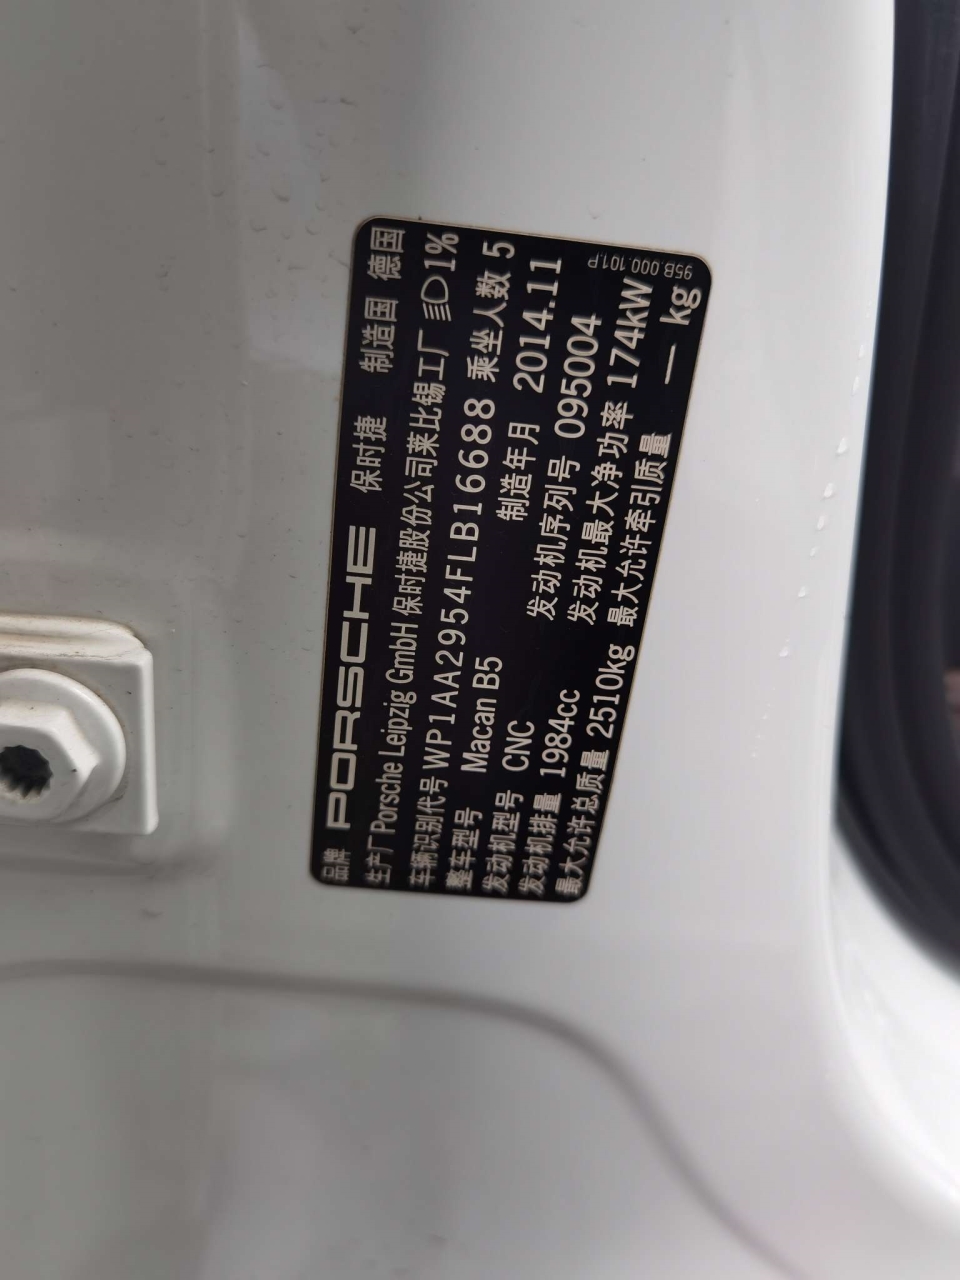 品牌 PORSCHE 保时捷 制造国 德国
生产厂 Porsche Leipzig GmbH 保时捷股份公司莱比锡工厂 1%
车辆识别代号 WP1AA2954FLB16688 乘坐人数 5
整车型号 Macan B5 制造年月 2014.11
发动机型号 CNC 发动机序列号 095004
发动机排量 1984cc 发动机最大净功率 174kW
最大允许总质量 2510kg 最大允许牵引质量 — kg
95B.000.101.P